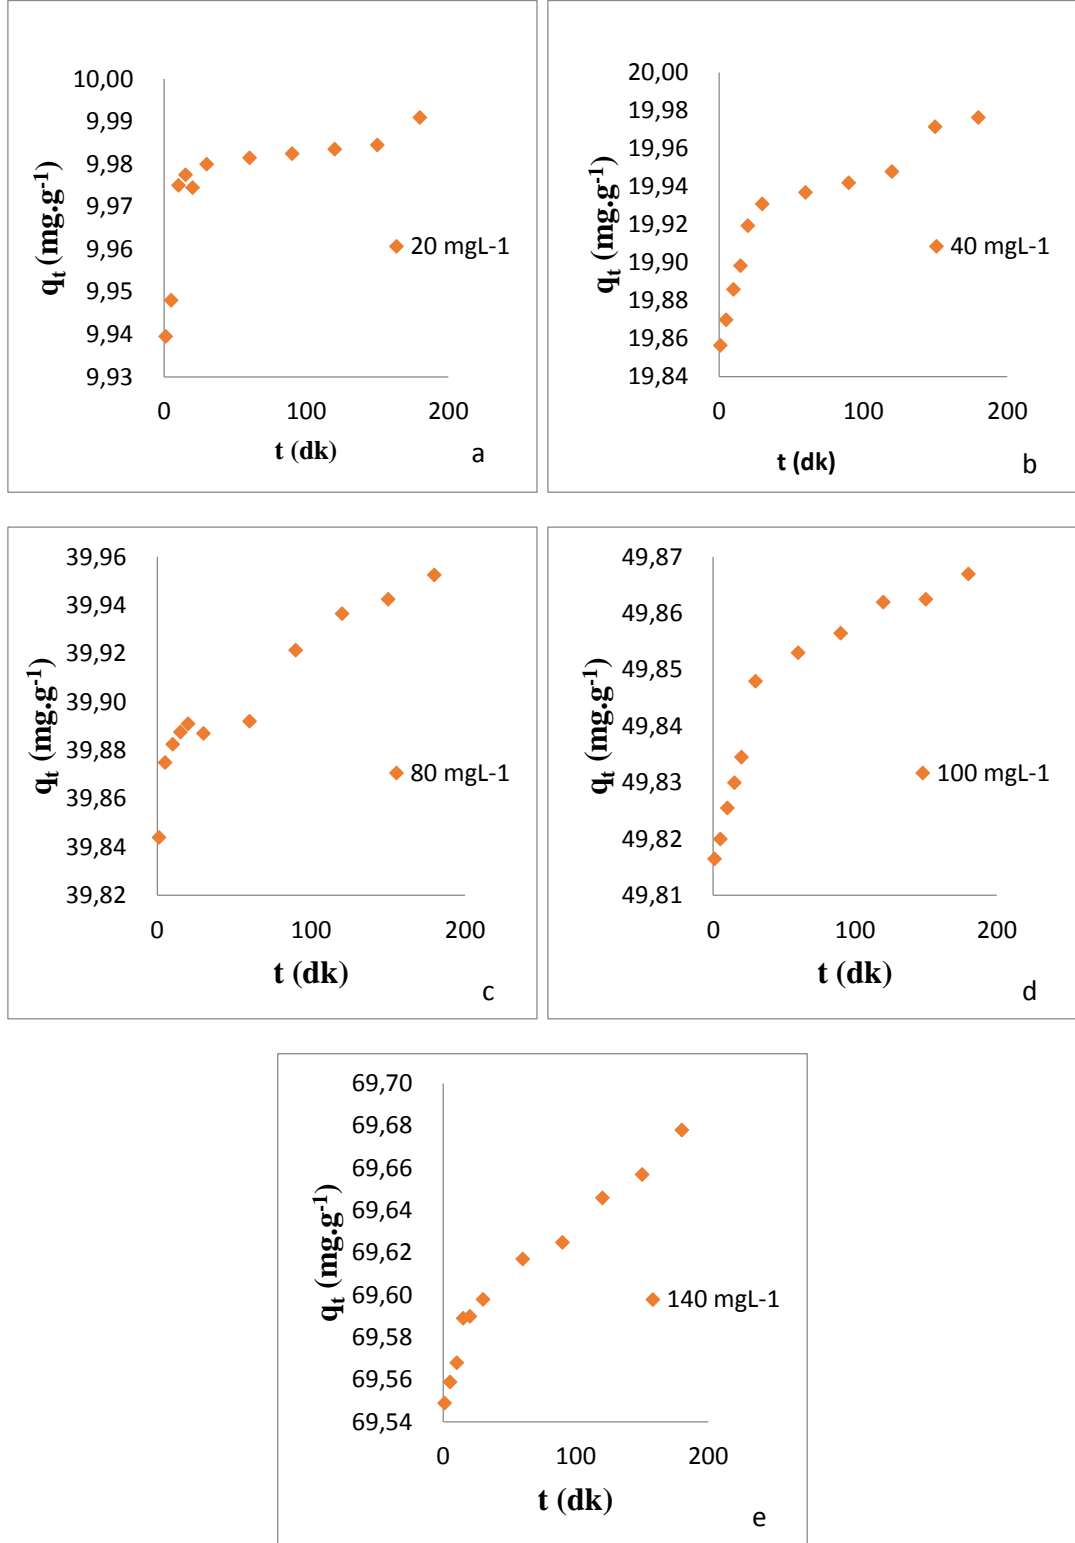 10,00
9,99
9,98
9,97
9,96
9,95
9,94
9,93
qt (mg.g-1)
20 mgL-1
0 100 200
t (dk)
a
20,00
19,98
19,96
19,94
19,92
19,90
19,88
19,86
19,84
qt (mg.g-1)
40 mgL-1
0 100 200
t (dk)
b
39,96
39,94
39,92
39,90
39,88
39,86
39,84
39,82
qt (mg.g-1)
80 mgL-1
0 100 200
t (dk)
c
49,87
49,86
49,85
49,84
49,83
49,82
49,81
qt (mg.g-1)
100 mgL-1
0 100 200
t (dk)
d
69,70
69,68
69,66
69,64
69,62
69,60
69,58
69,56
69,54
qt (mg.g-1)
140 mgL-1
0 100 200
t (dk)
e